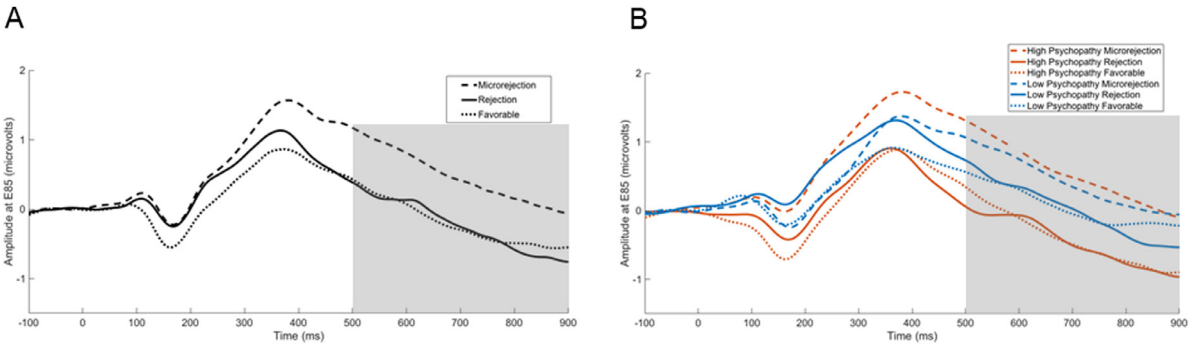 A
Microrejection
Rejection
Favorable
2
1
0
-1
Amplitude at E85 (microvolts)
-100 0 100 200 300 400 500 600 700 800 900
Time (ms)
B
High Psychopathy Microrejection
High Psychopathy Rejection
High Psychopathy Favorable
Low Psychopathy Microrejection
Low Psychopathy Rejection
Low Psychopathy Favorable
2
1
0
-1
Amplitude at E85 (microvolts)
-100 0 100 200 300 400 500 600 700 800 900
Time (ms)